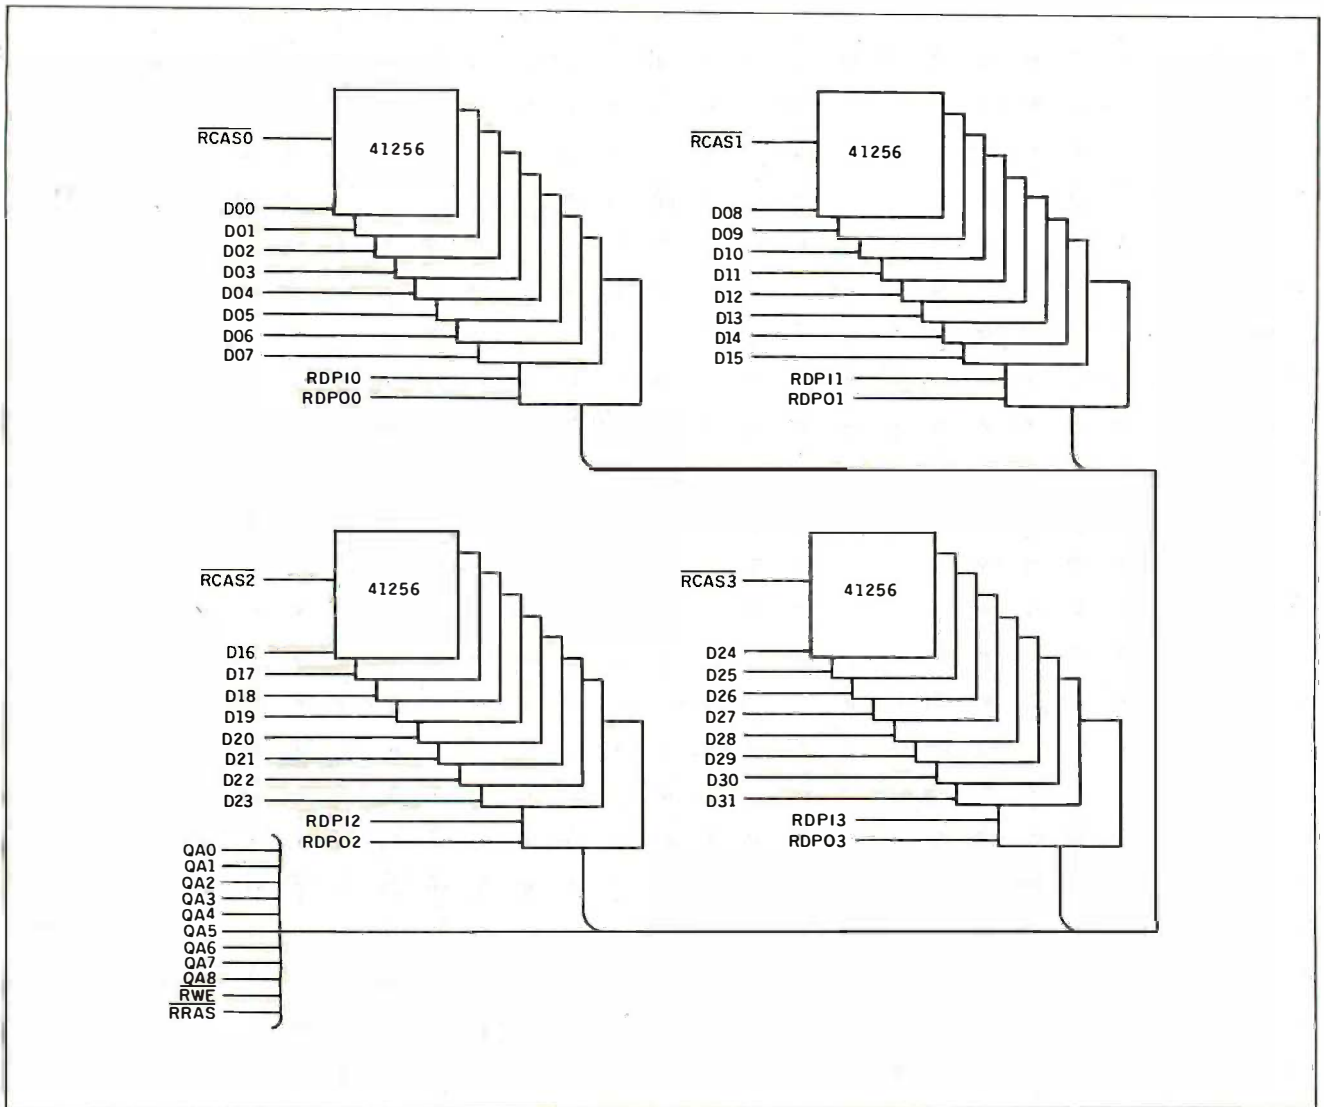 RCAS0
41256
D00
D01
D02
D03
D04
D05
D06
D07
RDPI0
RDPO0
RCAS1
41256
D08
D09
D10
D11
D12
D13
D14
D15
RDPI1
RDPO1
RCAS2
41256
D16
D17
D18
D19
D20
D21
D22
D23
RDPI2
RDPO2
RCAS3
41256
D24
D25
D26
D27
D28
D29
D30
D31
RDPI3
RDPO3
QA0
QA1
QA2
QA3
QA4
QA5
QA6
QA7
QA8
RWE
RRAS